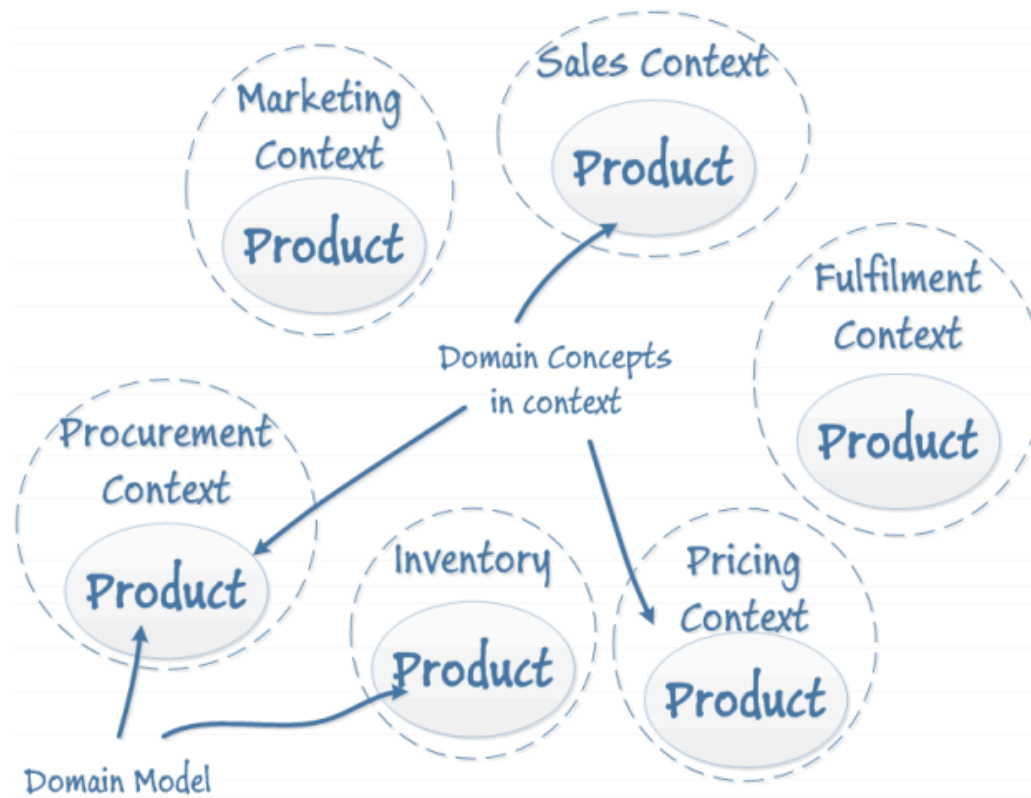 Sales Context
Product
Marketing
Context
Product
Fulfilment
Context
Product
Domain Concepts
in context
Procurement
Context
Product
Inventory
Product
Pricing
Context
Product
Domain Model